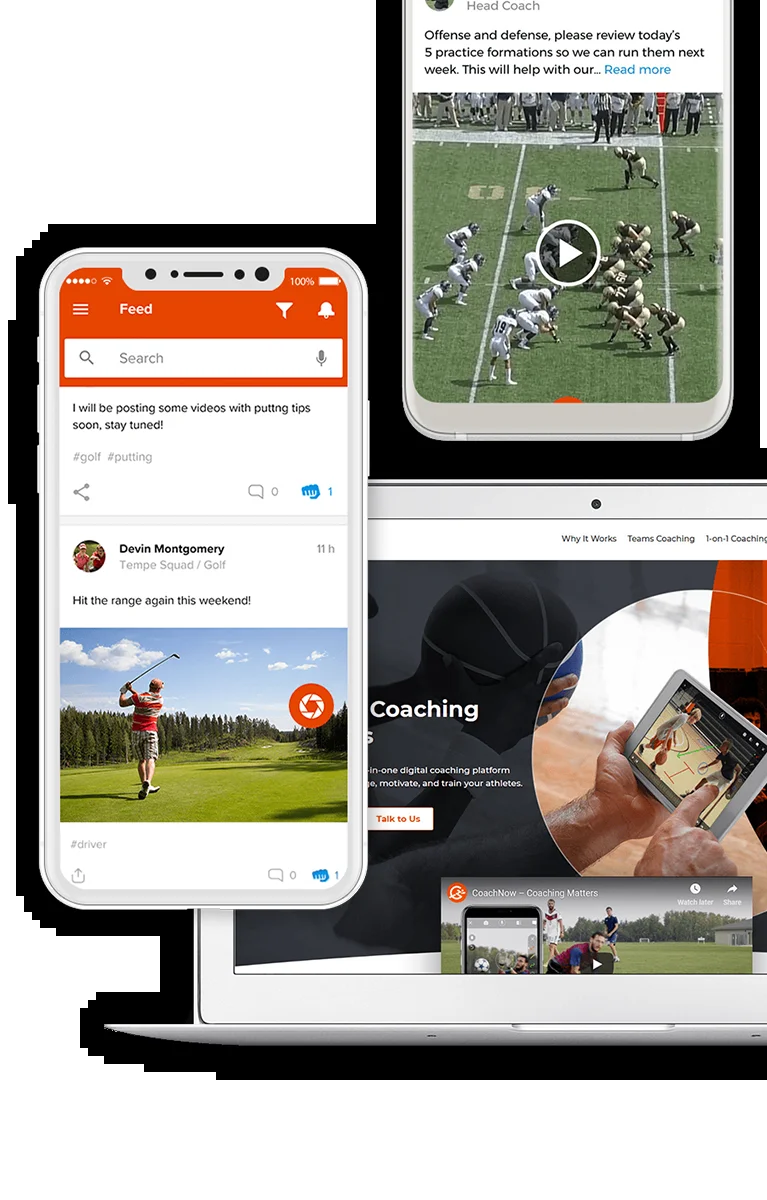 Head Coach
Offense and defense, please review today's
5 practice formations so we can run them next
week. This will help with our... Read more
19
100%
Feed
Search
I will be posting some videos with puttng tips
soon, stay tuned!
#golf #putting
0
1
Devin Montgomery
11 h
Tempe Squad / Golf
Hit the range again this weekend!
#driver
0
1
Why It Works
Teams Coaching
1-on-1 Coaching
Coaching
s
-in-one digital coaching platform
ge, motivate, and train your athletes.
Talk to Us
CoachNow – Coaching Matters
Watch later
Share